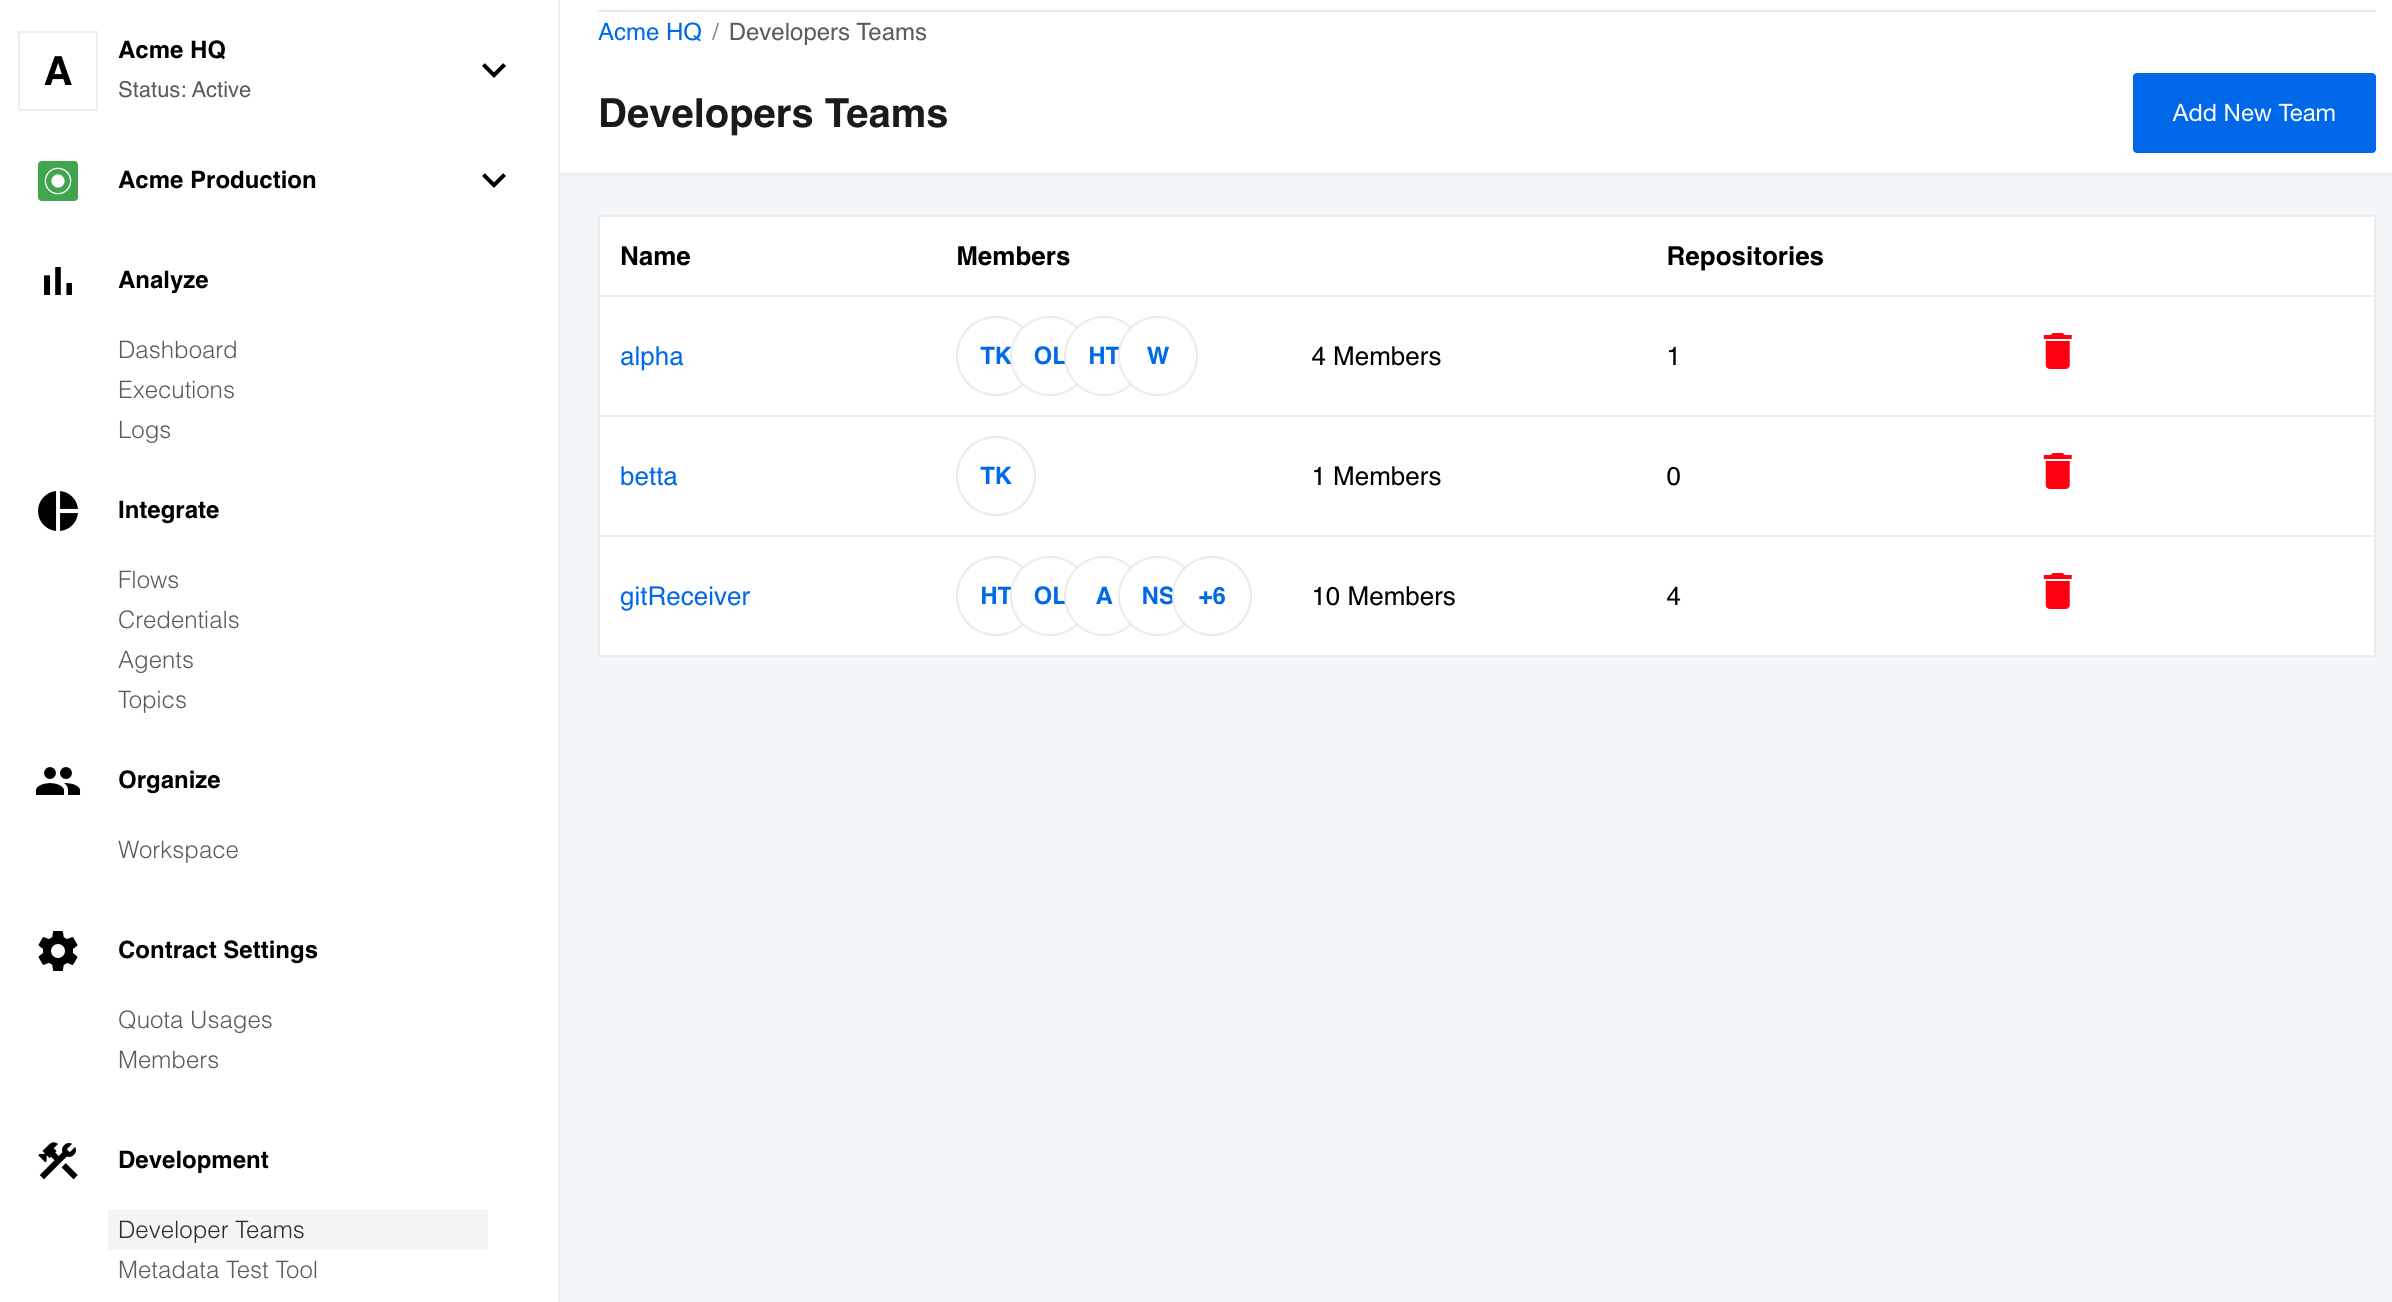 A
Acme HQ
Status: Active
Acme Production
Analyze
Dashboard
Executions
Logs
Integrate
Flows
Credentials
Agents
Topics
Organize
Workspace
Contract Settings
Quota Usages
Members
Development
Developer Teams
Metadata Test Tool
Acme HQ / Developers Teams
Developers Teams
Add New Team
Name Members Repositories
alpha TK OL HT W 4 Members 1
betta TK 1 Members 0
gitReceiver HT OL A NS +6 10 Members 4